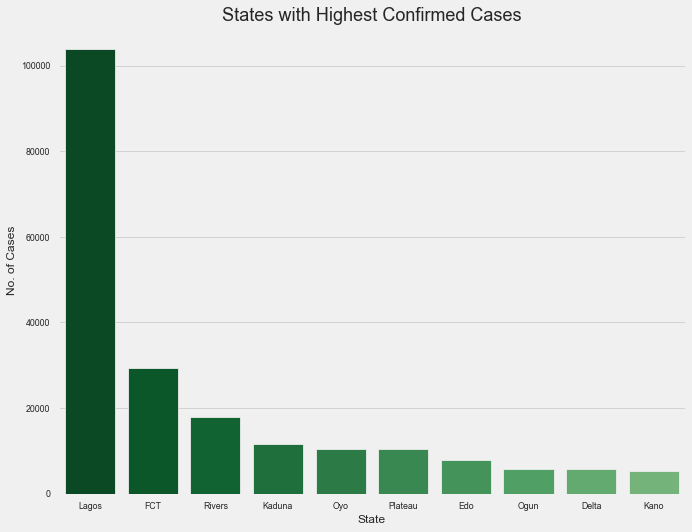 States with Highest Confirmed Cases
No. of Cases
100000
80000
60000
40000
20000
0
Lagos FCT Rivers Kaduna Oyo Plateau Edo Ogun Delta Kano
State